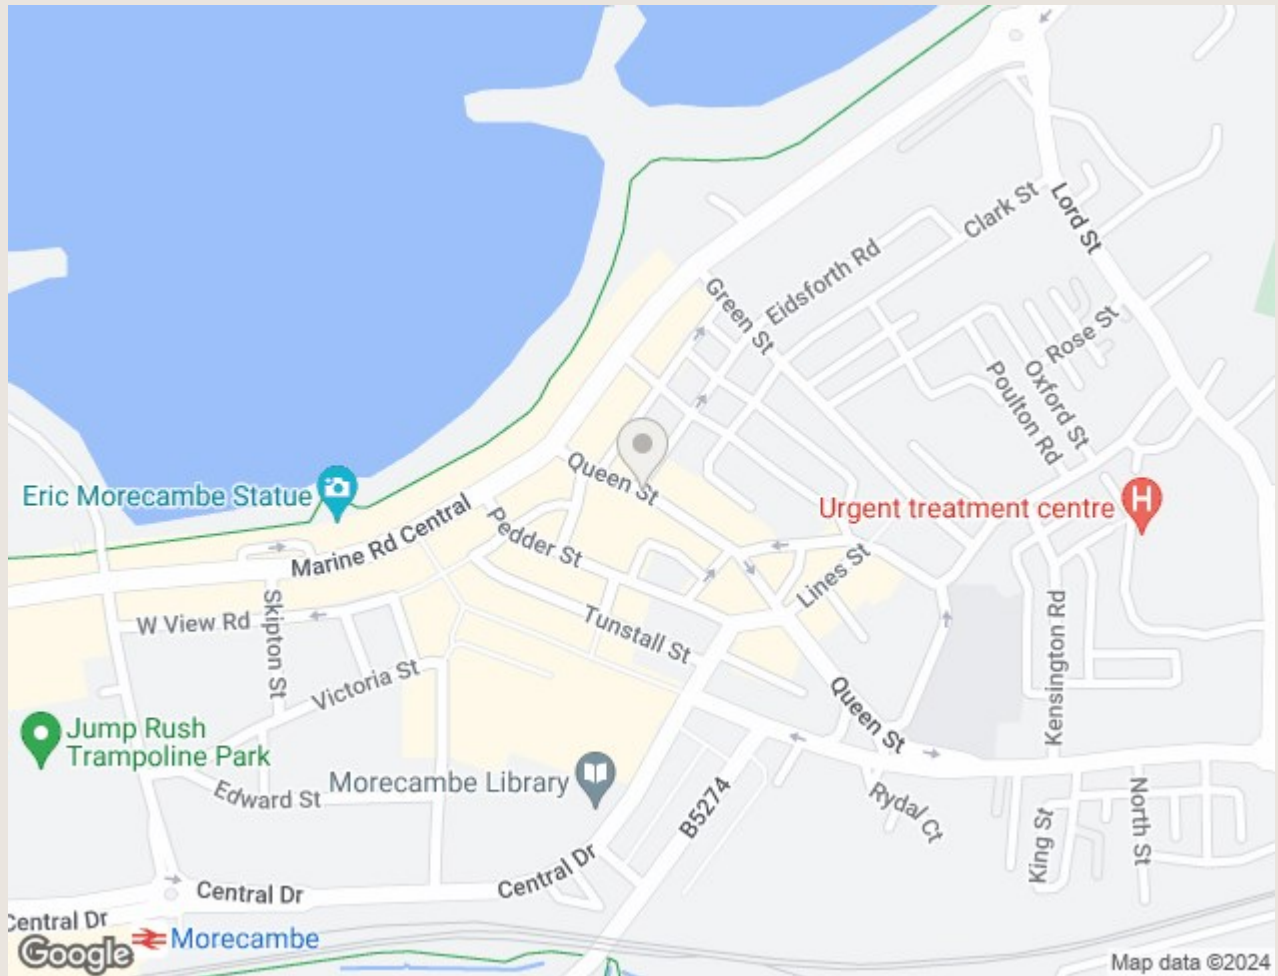 Clark St
Lord St
Eidsforth Rd
Green St
Rose St
Oxford St
Poulton Rd
Queen St
Eric Morecambe Statue
Urgent treatment centre
H
Marine Rd Central
Pedder St
Lines St
W View Rd
Skipton St
Tunstall St
Kensington Rd
Victoria St
Queen St
Jump Rush
Trampoline Park
Morecambe Library
Edward St
B5274
Rydal Ct
King St
North St
Central Dr
Central Dr
Central Dr
Morecambe
Google
Map data ©2024